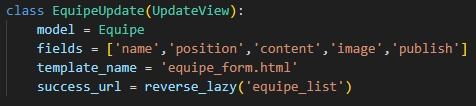 class EquipeUpdate(UpdateView):
    model = Equipe
    fields = ['name','position','content','image','publish']
    template_name = 'equipe_form.html'
    success_url = reverse_lazy('equipe_list')